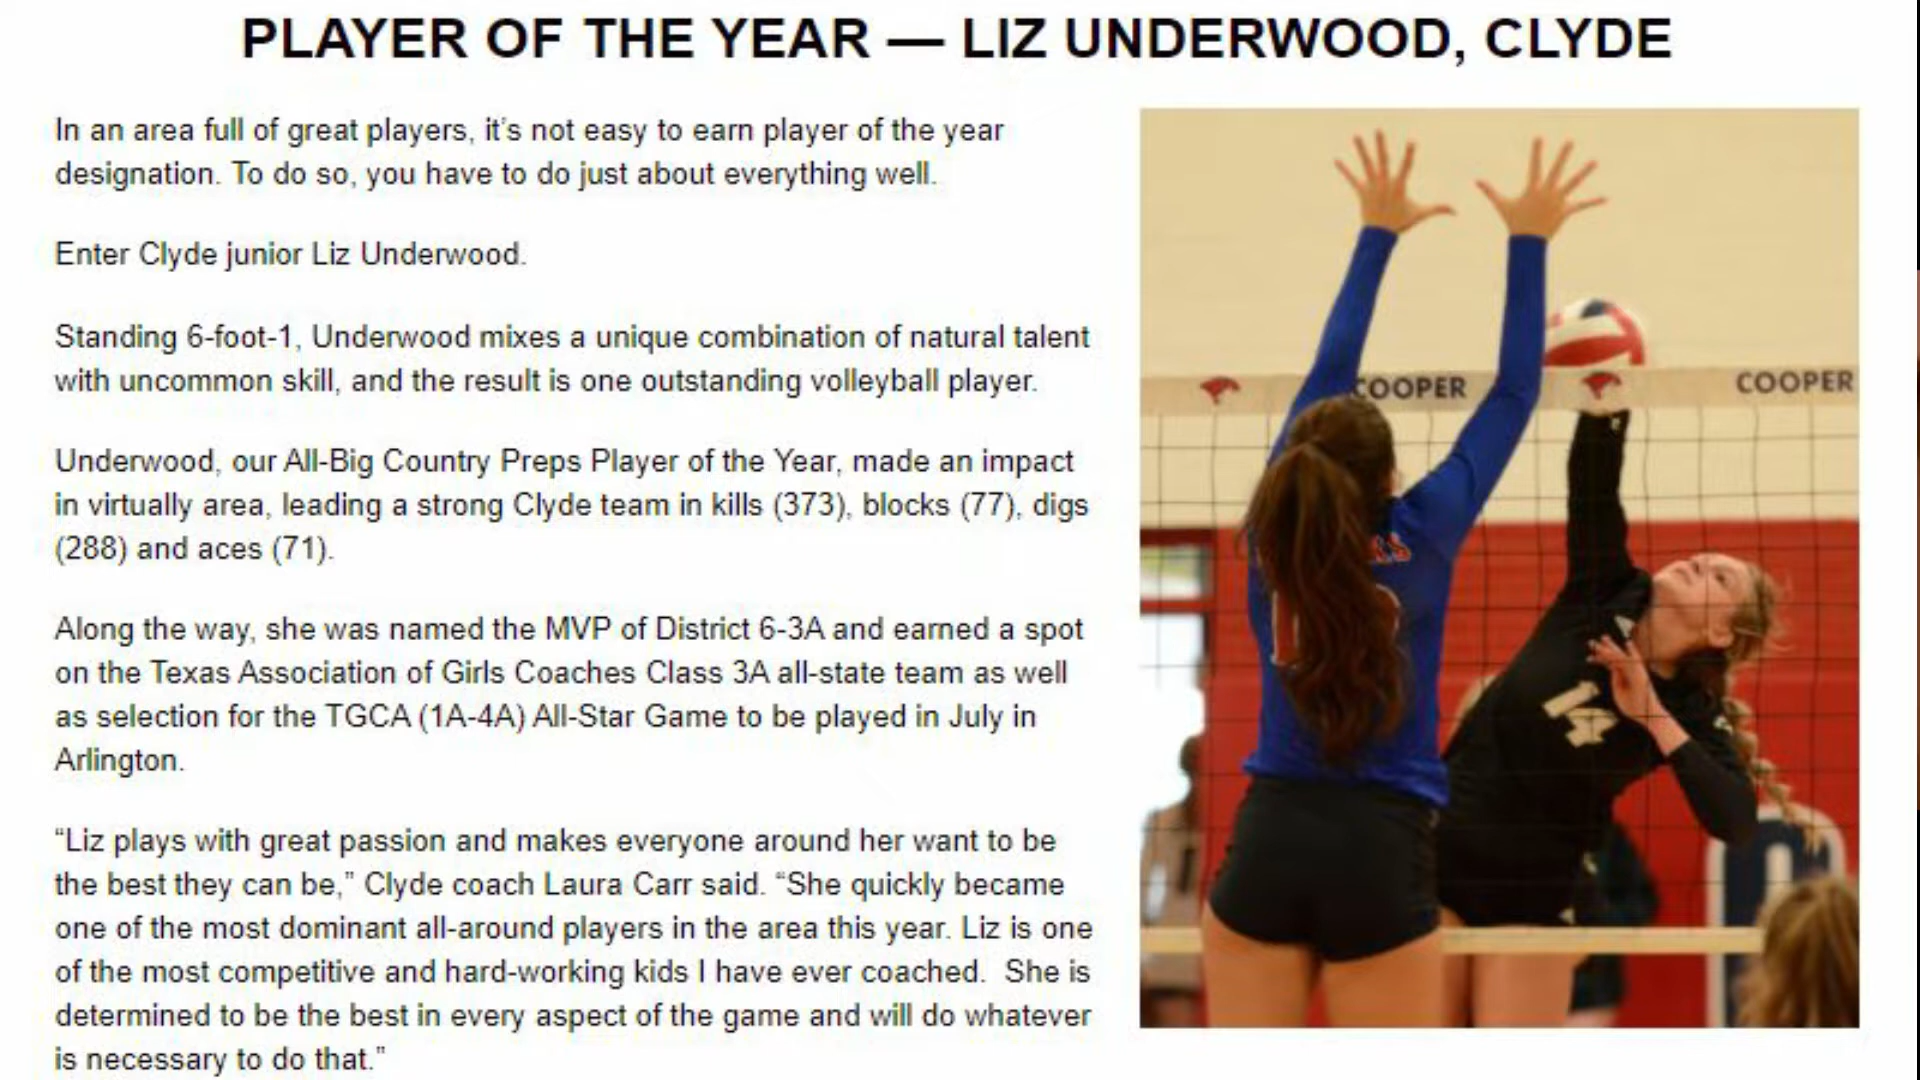 PLAYER OF THE YEAR — LIZ UNDERWOOD, CLYDE
In an area full of great players, it’s not easy to earn player of the year
designation. To do so, you have to do just about everything well.
Enter Clyde junior Liz Underwood.
Standing 6-foot-1, Underwood mixes a unique combination of natural talent
with uncommon skill, and the result is one outstanding volleyball player.
Underwood, our All-Big Country Preps Player of the Year, made an impact
in virtually area, leading a strong Clyde team in kills (373), blocks (77), digs
(288) and aces (71).
Along the way, she was named the MVP of District 6-3A and earned a spot
on the Texas Association of Girls Coaches Class 3A all-state team as well
as selection for the TGCA (1A-4A) All-Star Game to be played in July in
Arlington.
“Liz plays with great passion and makes everyone around her want to be
the best they can be,” Clyde coach Laura Carr said. “She quickly became
one of the most dominant all-around players in the area this year. Liz is one
of the most competitive and hard-working kids I have ever coached.  She is
determined to be the best in every aspect of the game and will do whatever
is necessary to do that.”
COOPER COOPER
14